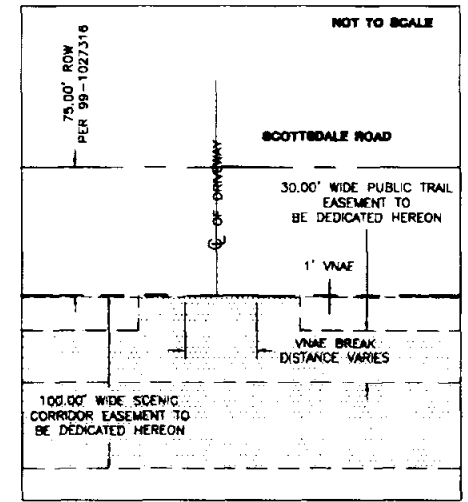 NOT TO SCALE
75.00' ROW
PER 99-1027316
SCOTTSDALE ROAD
℄ OF DRIVEWAY
30.00' WIDE PUBLIC TRAIL
EASEMENT TO
BE DEDICATED HEREON
1' VNAE
VNAE BREAK
DISTANCE VARIES
100.00' WIDE SCENIC
CORRIDOR EASEMENT TO
BE DEDICATED HEREON